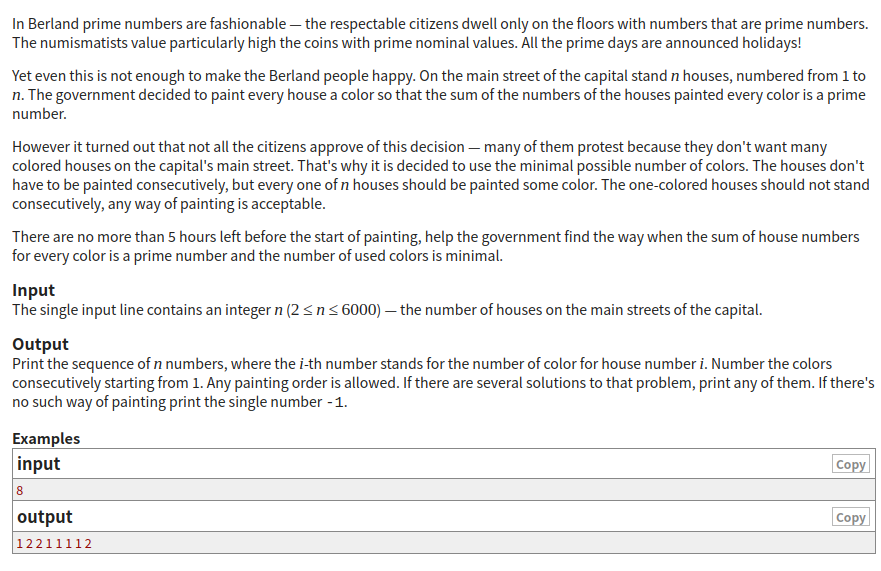 In Berland prime numbers are fashionable — the respectable citizens dwell only on the floors with numbers that are prime numbers.
The numismatists value particularly high the coins with prime nominal values. All the prime days are announced holidays!
Yet even this is not enough to make the Berland people happy. On the main street of the capital stand n houses, numbered from 1 to
n. The government decided to paint every house a color so that the sum of the numbers of the houses painted every color is a prime
number.
However it turned out that not all the citizens approve of this decision — many of them protest because they don't want many
colored houses on the capital's main street. That's why it is decided to use the minimal possible number of colors. The houses don't
have to be painted consecutively, but every one of n houses should be painted some color. The one-colored houses should not stand
consecutively, any way of painting is acceptable.
There are no more than 5 hours left before the start of painting, help the government find the way when the sum of house numbers
for every color is a prime number and the number of used colors is minimal.
Input
The single input line contains an integer n (2 ≤ n ≤ 6000) — the number of houses on the main streets of the capital.
Output
Print the sequence of n numbers, where the i-th number stands for the number of color for house number i. Number the colors
consecutively starting from 1. Any painting order is allowed. If there are several solutions to that problem, print any of them. If there's
no such way of painting print the single number -1.
Examples
input
Copy
8
output
Copy
1 2 2 1 1 1 1 2